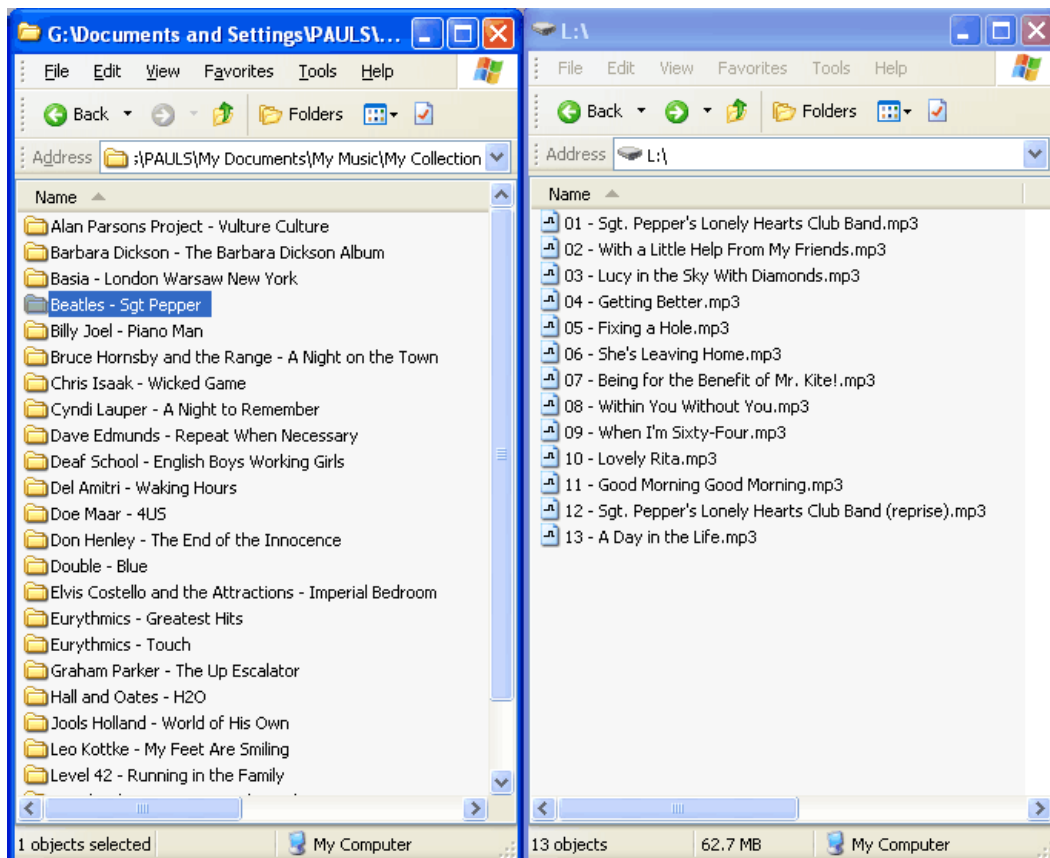 G:\Documents and Settings\PAULS\...
File Edit View Favorites Tools Help
Back Folders
Address ;\PAULS\My Documents\My Music\My Collection
Name
Alan Parsons Project - Vulture Culture
Barbara Dickson - The Barbara Dickson Album
Basia - London Warsaw New York
Beatles - Sgt Pepper
Billy Joel - Piano Man
Bruce Hornsby and the Range - A Night on the Town
Chris Isaak - Wicked Game
Cyndi Lauper - A Night to Remember
Dave Edmunds - Repeat When Necessary
Deaf School - English Boys Working Girls
Del Amitri - Waking Hours
Doe Maar - 4US
Don Henley - The End of the Innocence
Double - Blue
Elvis Costello and the Attractions - Imperial Bedroom
Eurythmics - Greatest Hits
Eurythmics - Touch
Graham Parker - The Up Escalator
Hall and Oates - H2O
Jools Holland - World of His Own
Leo Kottke - My Feet Are Smiling
Level 42 - Running in the Family
1 objects selected My Computer
L:\
File Edit View Favorites Tools Help
Back Folders
Address L:\
Name
01 - Sgt. Pepper's Lonely Hearts Club Band.mp3
02 - With a Little Help From My Friends.mp3
03 - Lucy in the Sky With Diamonds.mp3
04 - Getting Better.mp3
05 - Fixing a Hole.mp3
06 - She's Leaving Home.mp3
07 - Being for the Benefit of Mr. Kite!.mp3
08 - Within You Without You.mp3
09 - When I'm Sixty-Four.mp3
10 - Lovely Rita.mp3
11 - Good Morning Good Morning.mp3
12 - Sgt. Pepper's Lonely Hearts Club Band (reprise).mp3
13 - A Day in the Life.mp3
13 objects 62.7 MB My Computer